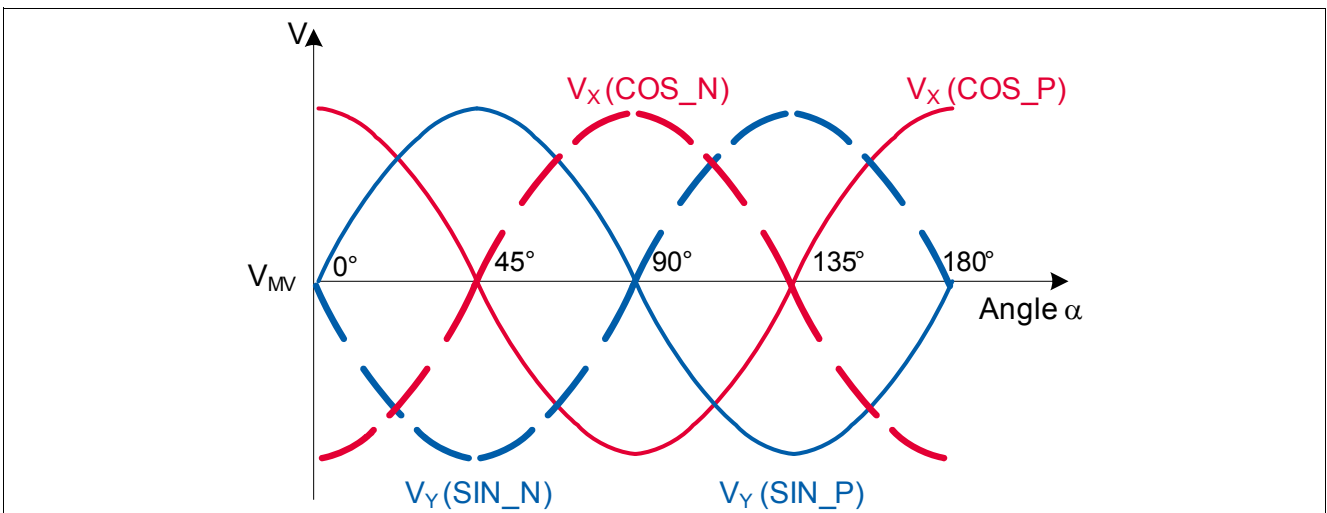 V
V_X (COS_N)
V_X (COS_P)
V_MV
0°
45°
90°
135°
180°
Angle α
V_Y (SIN_N)
V_Y (SIN_P)